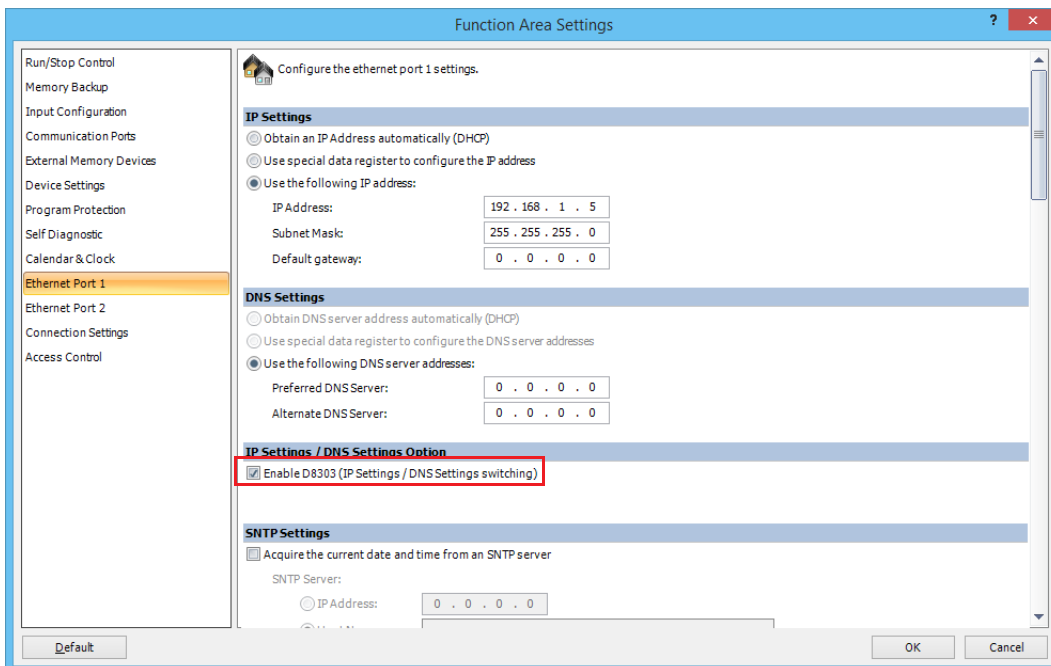 Function Area Settings
? ×
Run/Stop Control
Memory Backup
Input Configuration
Communication Ports
External Memory Devices
Device Settings
Program Protection
Self Diagnostic
Calendar & Clock
Ethernet Port 1
Ethernet Port 2
Connection Settings
Access Control
Configure the ethernet port 1 settings.
IP Settings
Obtain an IP Address automatically (DHCP)
Use special data register to configure the IP address
Use the following IP address:
IP Address: 192 . 168 . 1 . 5
Subnet Mask: 255 . 255 . 255 . 0
Default gateway: 0 . 0 . 0 . 0
DNS Settings
Obtain DNS server address automatically (DHCP)
Use special data register to configure the DNS server addresses
Use the following DNS server addresses:
Preferred DNS Server: 0 . 0 . 0 . 0
Alternate DNS Server: 0 . 0 . 0 . 0
IP Settings / DNS Settings Option
Enable D8303 (IP Settings / DNS Settings switching)
SNTP Settings
Acquire the current date and time from an SNTP server
SNTP Server:
IP Address: 0 . 0 . 0 . 0
Default
OK
Cancel